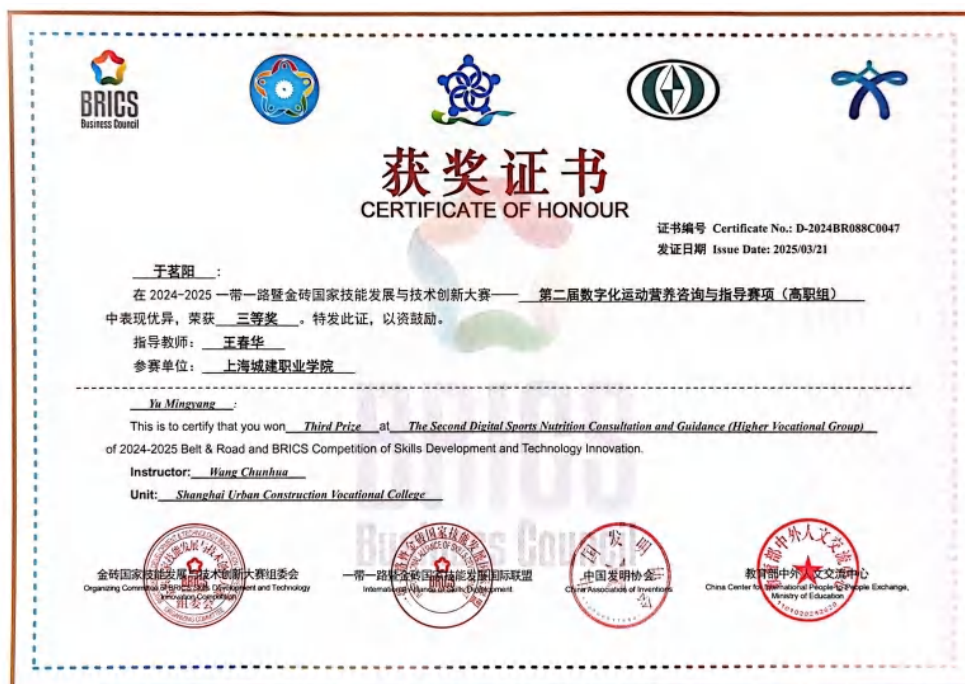 BRICS
Business Council
获奖证书
CERTIFICATE OF HONOUR
证书编号 Certificate No.: D-2024BR088C0047
发证日期 Issue Date: 2025/03/21
于茗阳 :
在 2024-2025 一带一路暨金砖国家技能发展与技术创新大赛—— 第二届数字化运动营养咨询与指导赛项(高职组)
中表现优异,荣获 三等奖 。特发此证,以资鼓励。
指导教师: 王春华
参赛单位: 上海城建职业学院
Yu Mingyang :
This is to certify that you won Third Prize at The Second Digital Sports Nutrition Consultation and Guidance (Higher Vocational Group)
of 2024-2025 Belt & Road and BRICS Competition of Skills Development and Technology Innovation.
Instructor: Wang Chunhua
Unit: Shanghai Urban Construction Vocational College
BRICS
Business Council
金砖国家技能发展与技术创新大赛组委会
Organizing Committee of BRICS Skills Development and Technology
Innovation Competition
一带一路暨金砖国家技能发展国际联盟
International Alliance of Skills Development
中国发明协会
China Association of Inventions
教育部中外人文交流中心
China Center for International People-to-People Exchange,
Ministry of Education